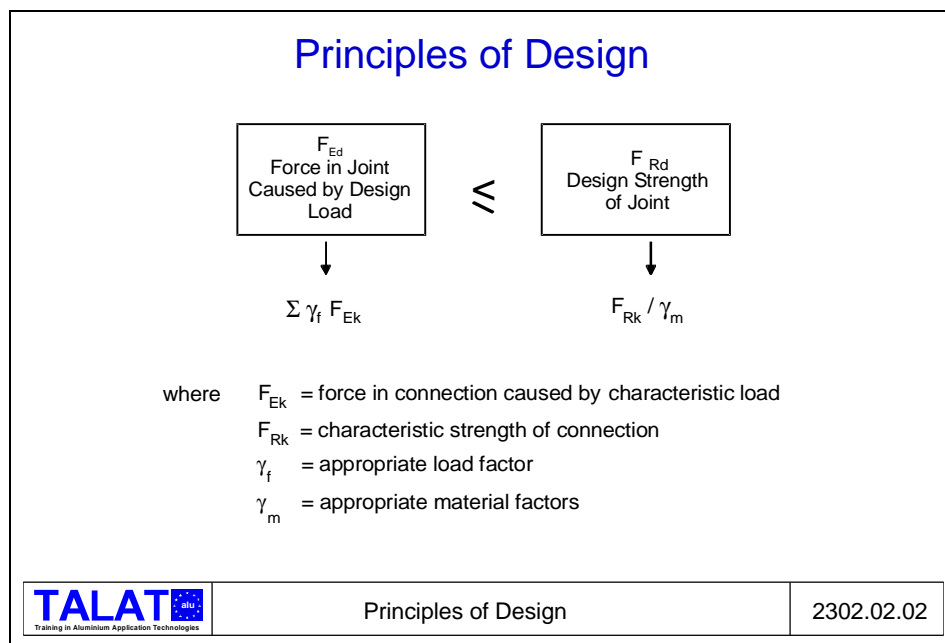 Principles of Design
F_Ed
Force in Joint
Caused by Design
Load
≤
F_Rd
Design Strength
of Joint
Σ γ_f F_Ek
F_Rk / γ_m
where F_Ek = force in connection caused by characteristic load
F_Rk = characteristic strength of connection
γ_f = appropriate load factor
γ_m = appropriate material factors
TALAT alu
Training in Aluminium Application Technologies
Principles of Design
2302.02.02